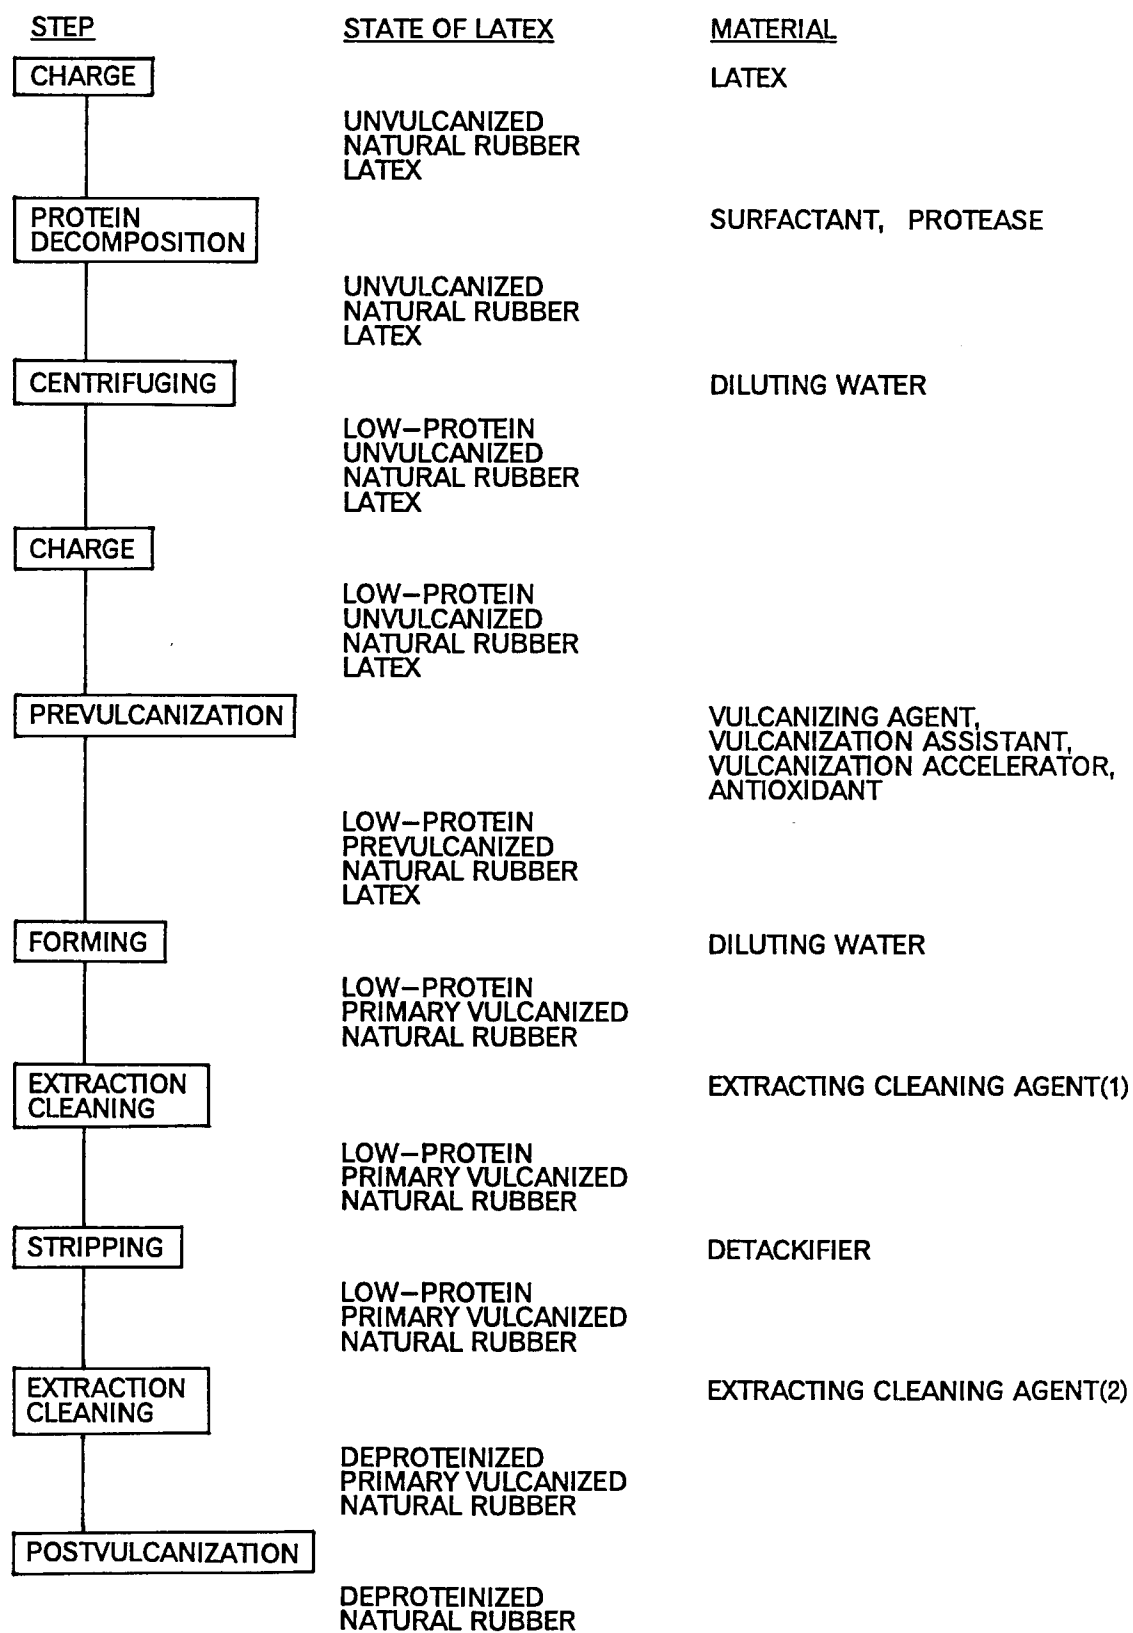 STEP STATE OF LATEX MATERIAL
CHARGE LATEX
UNVULCANIZED
NATURAL RUBBER
LATEX
PROTEIN
DECOMPOSITION
SURFACTANT, PROTEASE
UNVULCANIZED
NATURAL RUBBER
LATEX
CENTRIFUGING DILUTING WATER
LOW-PROTEIN
UNVULCANIZED
NATURAL RUBBER
LATEX
CHARGE
LOW-PROTEIN
UNVULCANIZED
NATURAL RUBBER
LATEX
PREVULCANIZATION
VULCANIZING AGENT,
VULCANIZATION ASSISTANT,
VULCANIZATION ACCELERATOR,
ANTIOXIDANT
LOW-PROTEIN
PREVULCANIZED
NATURAL RUBBER
LATEX
FORMING DILUTING WATER
LOW-PROTEIN
PRIMARY VULCANIZED
NATURAL RUBBER
EXTRACTION
CLEANING
EXTRACTING CLEANING AGENT(1)
LOW-PROTEIN
PRIMARY VULCANIZED
NATURAL RUBBER
STRIPPING DETACKIFIER
LOW-PROTEIN
PRIMARY VULCANIZED
NATURAL RUBBER
EXTRACTION
CLEANING
EXTRACTING CLEANING AGENT(2)
DEPROTEINIZED
PRIMARY VULCANIZED
NATURAL RUBBER
POSTVULCANIZATION
DEPROTEINIZED
NATURAL RUBBER